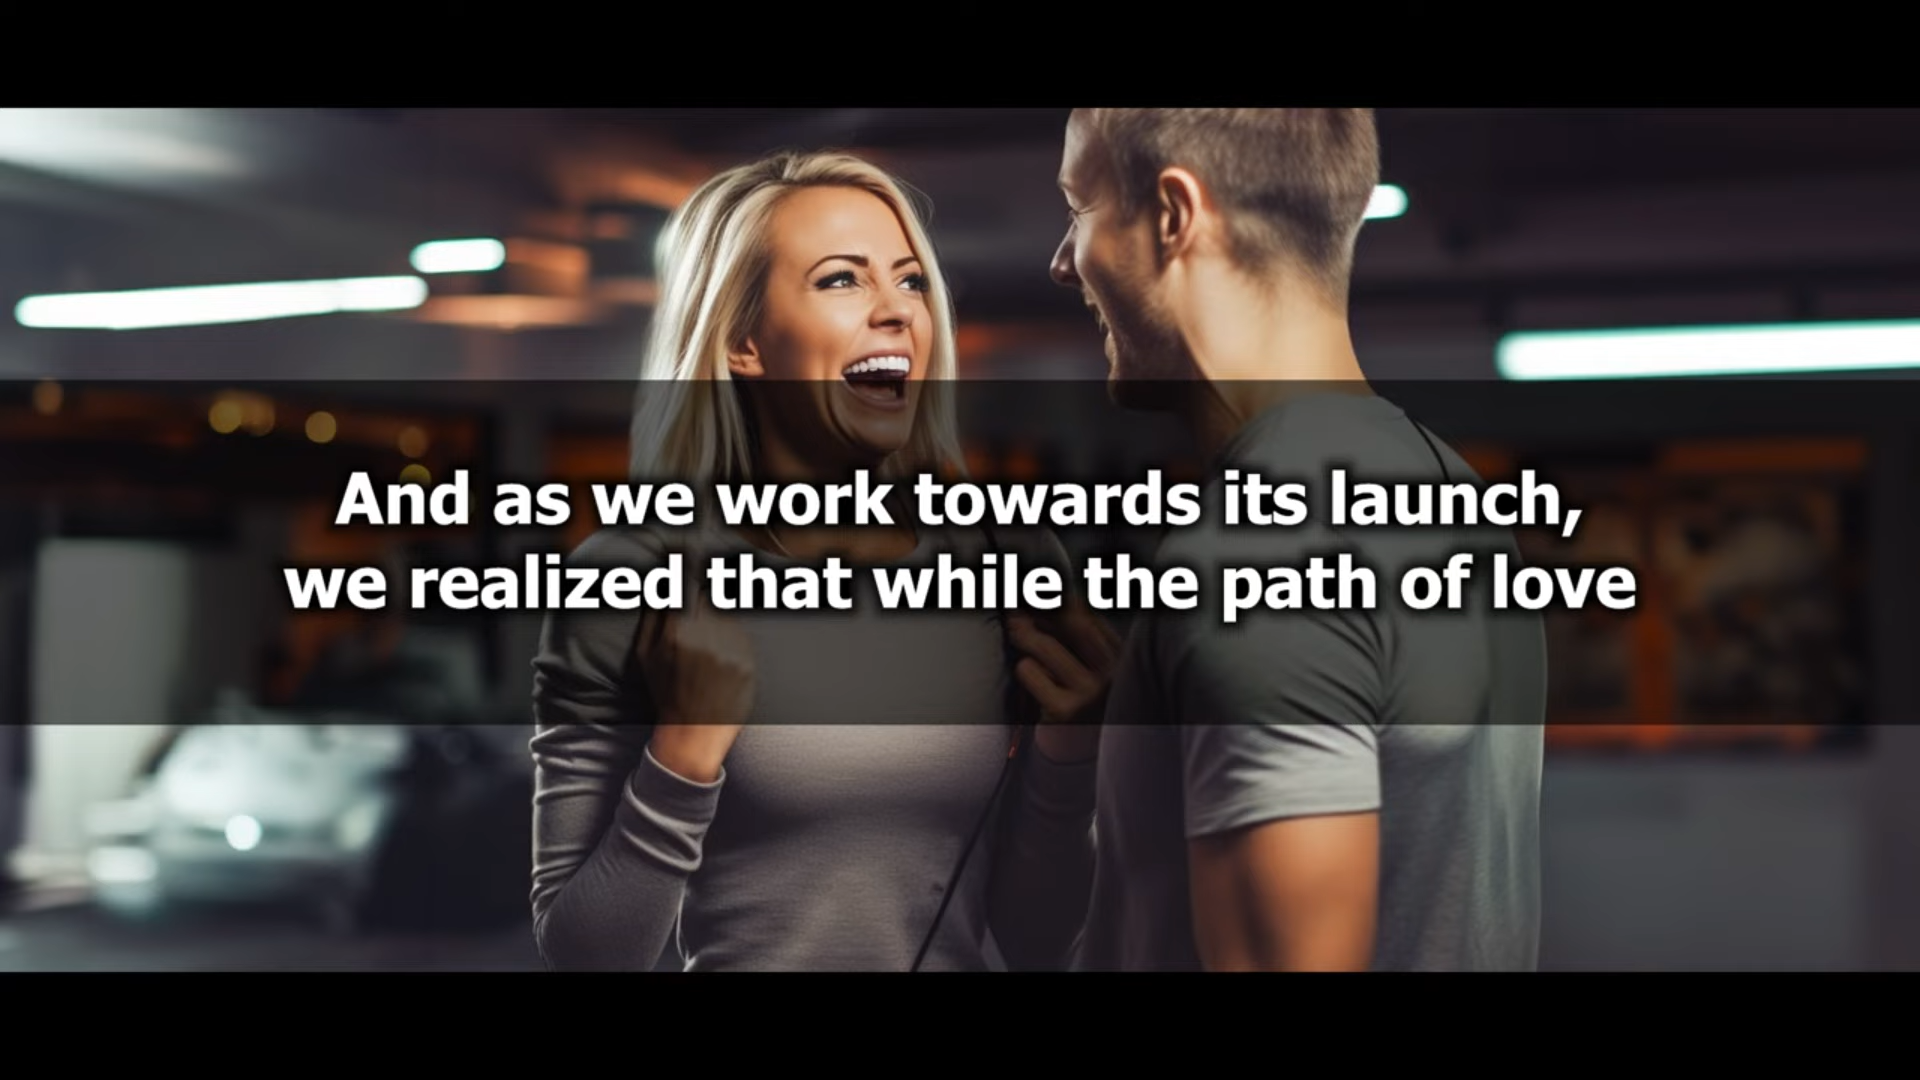 And as we work towards its launch,
we realized that while the path of love